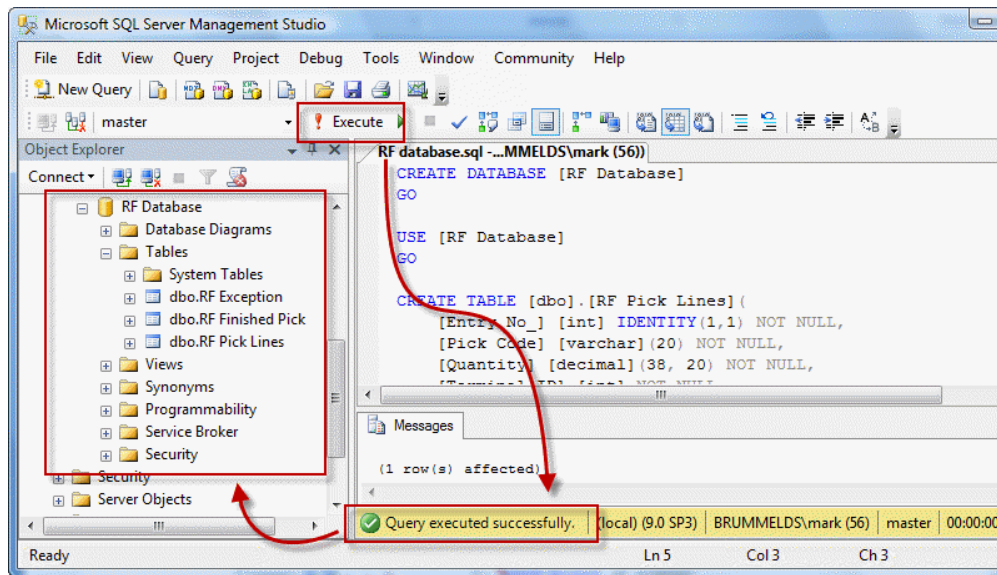 Microsoft SQL Server Management Studio
File Edit View Query Project Debug Tools Window Community Help
New Query
master Execute
Object Explorer
Connect
RF Database
Database Diagrams
Tables
System Tables
dbo.RF Exception
dbo.RF Finished Pick
dbo.RF Pick Lines
Views
Synonyms
Programmability
Service Broker
Security
Security
Server Objects
RF database.sql -...MMELDS\mark (56))
CREATE DATABASE [RF Database]
GO
USE [RF Database]
GO
CREATE TABLE [dbo].[RF Pick Lines](
[Entry No_] [int] IDENTITY(1,1) NOT NULL,
[Pick Code] [varchar](20) NOT NULL,
[Quantity] [decimal](38, 20) NOT NULL,
[Terminal ID] [int] NOT NULL
Messages
(1 row(s) affected)
Query executed successfully. (local) (9.0 SP3) BRUMMELDS\mark (56) master 00:00:00
Ready Ln 5 Col 3 Ch 3